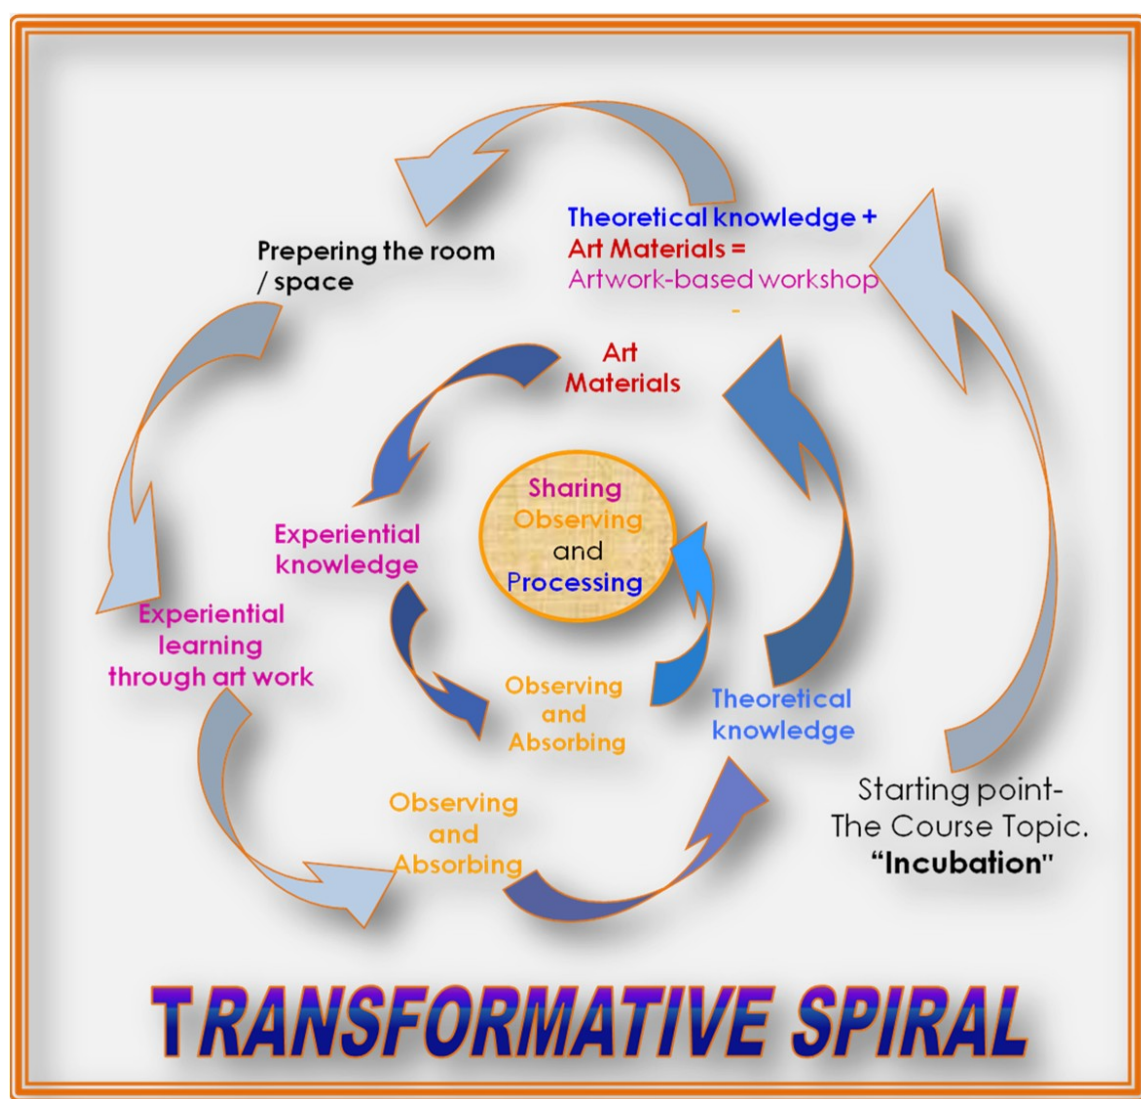 Theoretical knowledge +
Art Materials =
Artwork-based workshop
-
Prepering the room
/ space
Art
Materials
Sharing
Observing
and
Processing
Experiential
knowledge
Experiential
learning
through art work
Observing
and
Absorbing
Theoretical
knowledge
Observing
and
Absorbing
Starting point-
The Course Topic.
“Incubation"
TRANSFORMATIVE SPIRAL